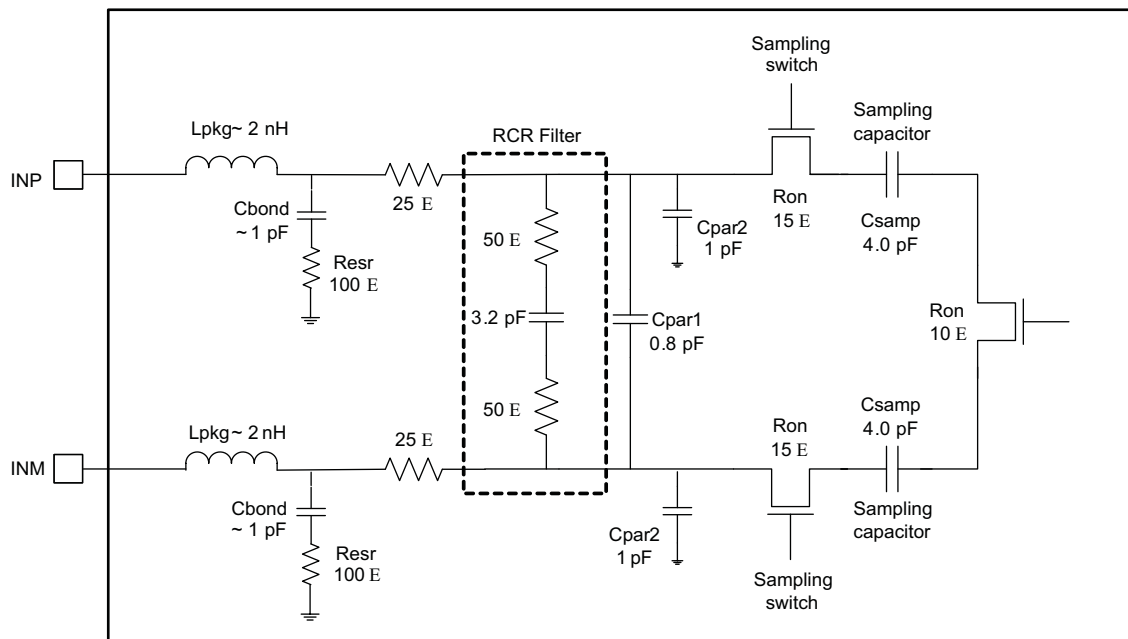 Sampling
switch
Sampling
capacitor
Lpkg~ 2 nH
RCR Filter
INP
25 E
Cbond
~ 1 pF
50 E
Cpar2
1 pF
Ron
15 E
Csamp
4.0 pF
Resr
100 E
3.2 pF
Cpar1
0.8 pF
Ron
10 E
50 E
Csamp
4.0 pF
Lpkg~ 2 nH
25 E
Ron
15 E
INM
Cbond
~ 1 pF
Cpar2
1 pF
Sampling
capacitor
Resr
100 E
Sampling
switch